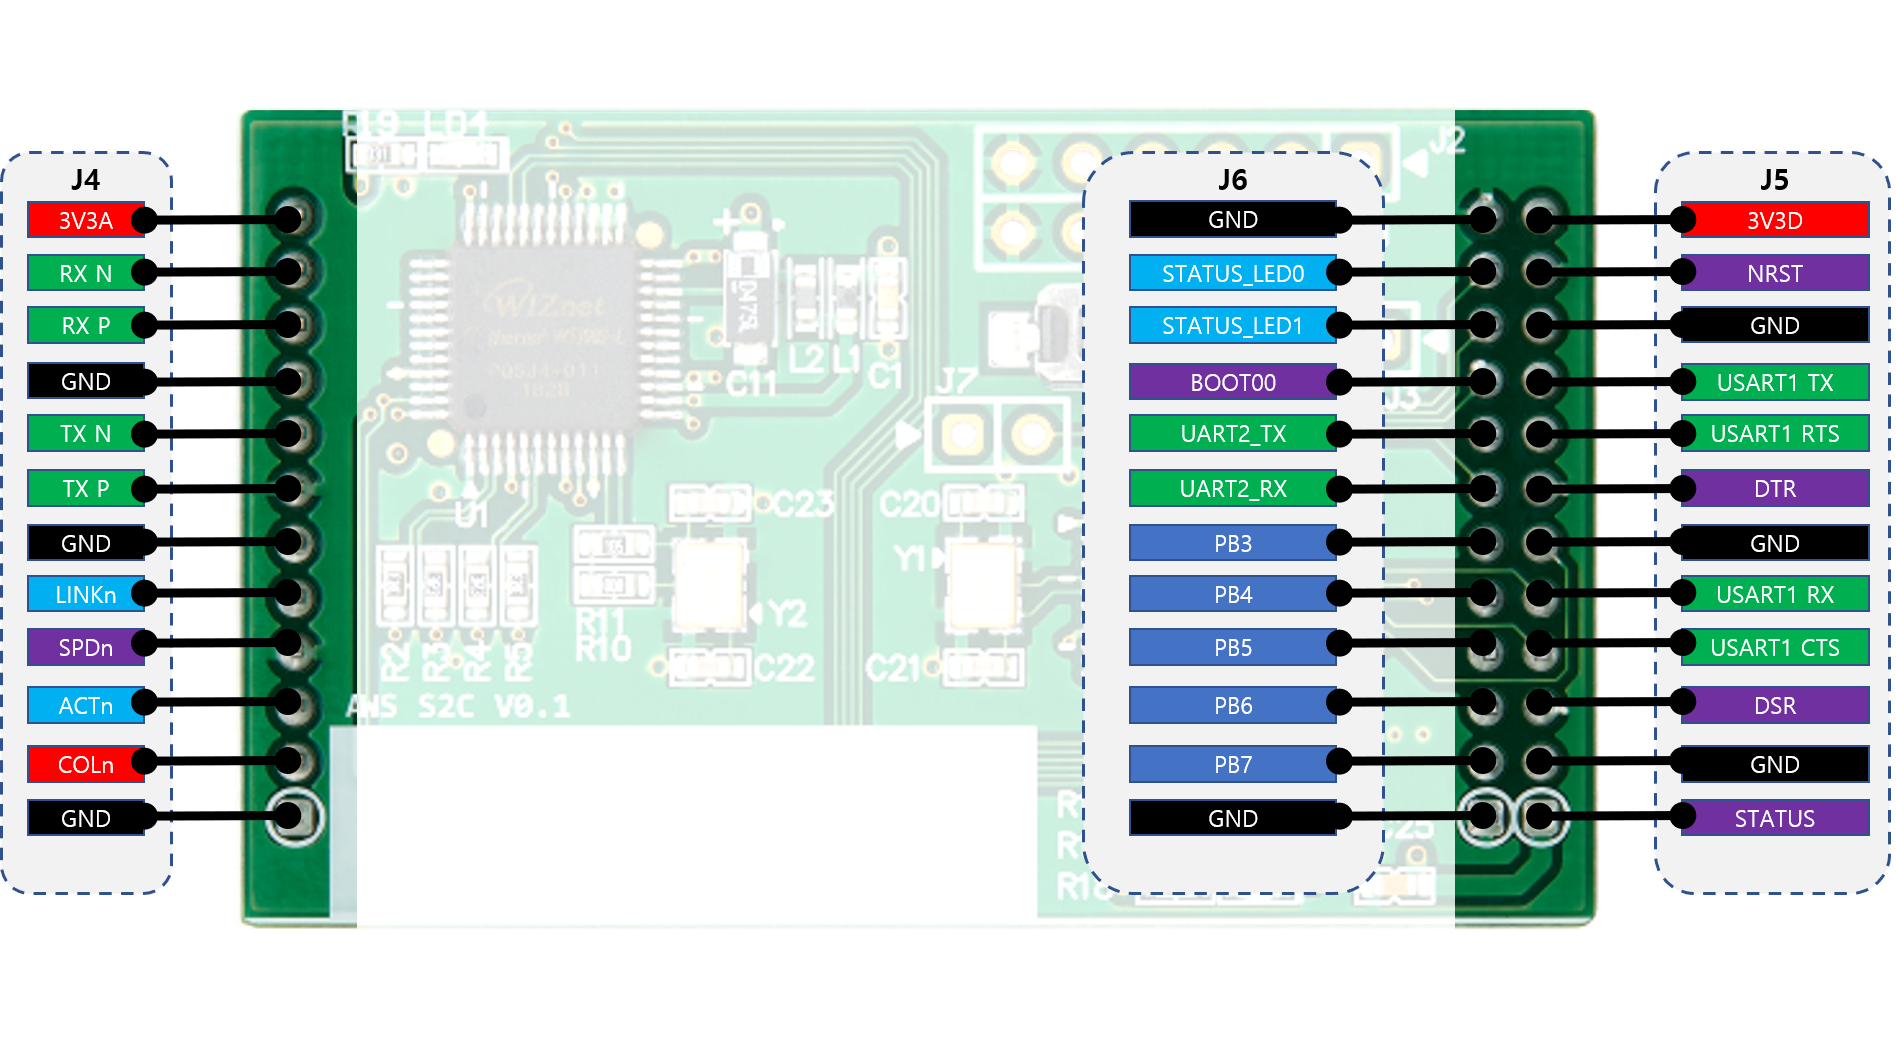 J4
3V3A
RX N
RX P
GND
TX N
TX P
GND
LINKn
SPDn
ACTn
COLn
GND
LD1
WIZnet
C11
L2
L1
C1
J7
J2
J3
U1
C23
C20
Y1
Y2
R11
R10
R2
R3
R4
R5
C22
C21
AWS S2C V0.1
J6
GND
STATUS_LED0
STATUS_LED1
BOOT00
UART2_TX
UART2_RX
PB3
PB4
PB5
PB6
PB7
GND
C25
J5
3V3D
NRST
GND
USART1 TX
USART1 RTS
DTR
GND
USART1 RX
USART1 CTS
DSR
GND
STATUS